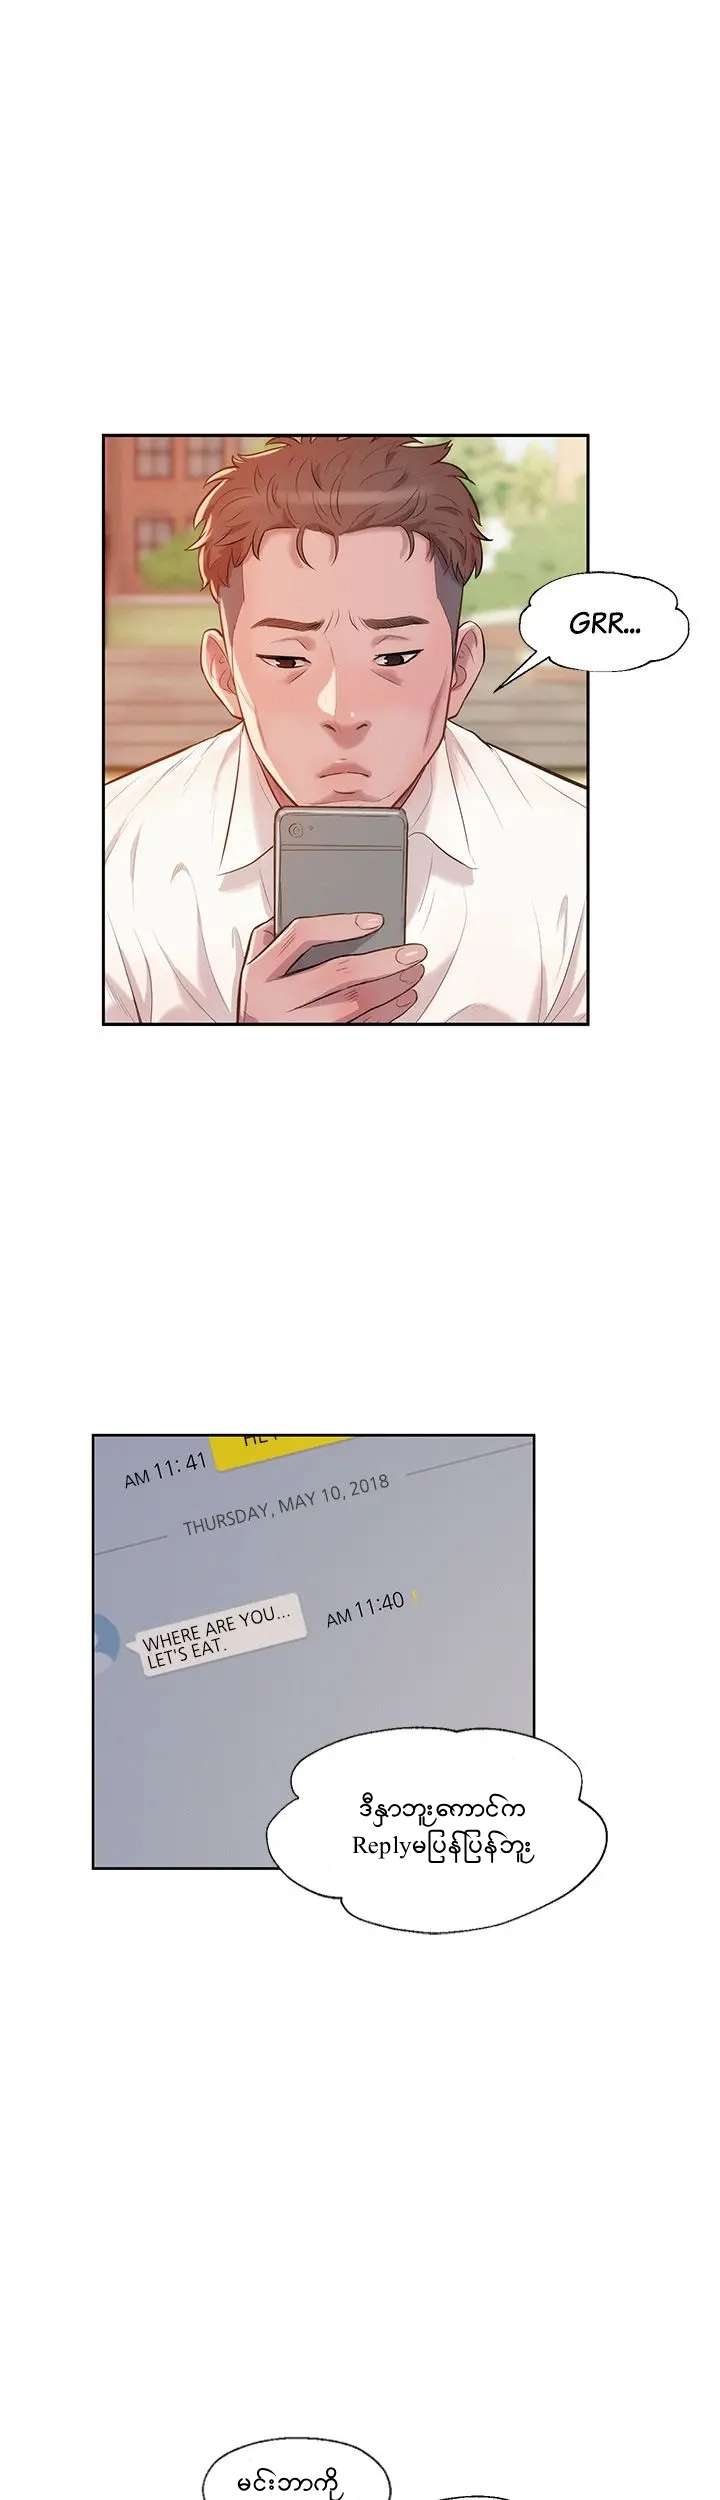 GRR...
AM 11:41
THURSDAY, MAY 10, 2018
WHERE ARE YOU...
LET'S EAT.
AM 11:40
ဒီနှာဘူးကောင်က
Replyမပြန်ပြန်ဘူး
မင်းဘာကို